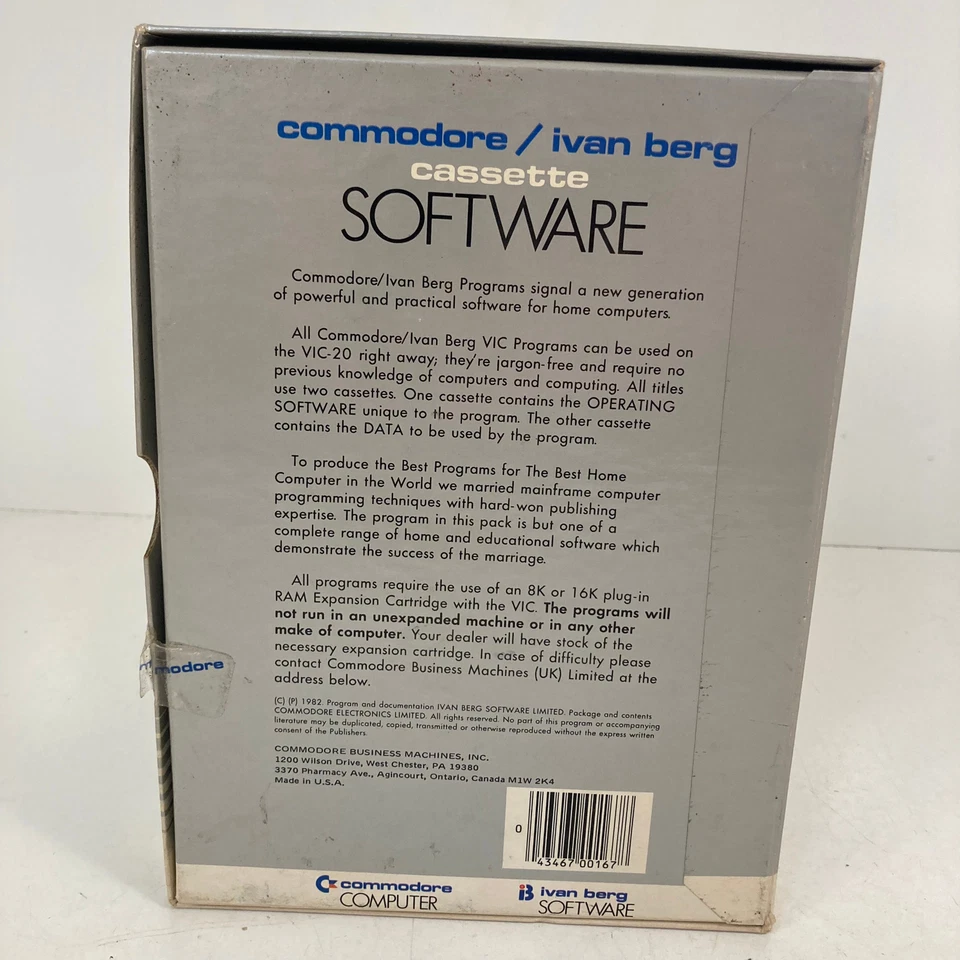 commodore / ivan berg
cassette
SOFTWARE
Commodore/Ivan Berg Programs signal a new generation
of powerful and practical software for home computers.
All Commodore/Ivan Berg VIC Programs can be used on
the VIC-20 right away; they're jargon-free and require no
previous knowledge of computers and computing. All titles
use two cassettes. One cassette contains the OPERATING
SOFTWARE unique to the program. The other cassette
contains the DATA to be used by the program.
To produce the Best Programs for The Best Home
Computer in the World we married mainframe computer
programming techniques with hard-won publishing
expertise. The program in this pack is but one of a
complete range of home and educational software which
demonstrate the success of the marriage.
All programs require the use of an 8K or 16K plug-in
RAM Expansion Cartridge with the VIC. The programs will
not run in an unexpanded machine or in any other
make of computer. Your dealer will have stock of the
necessary expansion cartridge. In case of difficulty please
contact Commodore Business Machines (UK) Limited at the
address below.
modore
(C) (P) 1982. Program and documentation IVAN BERG SOFTWARE LIMITED. Package and contents
COMMODORE ELECTRONICS LIMITED. All rights reserved. No part of this program or accompanying
literature may be duplicated, copied, transmitted or otherwise reproduced without the express written
consent of the Publishers.
COMMODORE BUSINESS MACHINES, INC.
1200 Wilson Drive, West Chester, PA 19380
3370 Pharmacy Ave., Agincourt, Ontario, Canada M1W 2K4
Made in U.S.A.
0 43467 00167
commodore
COMPUTER
ivan berg
SOFTWARE